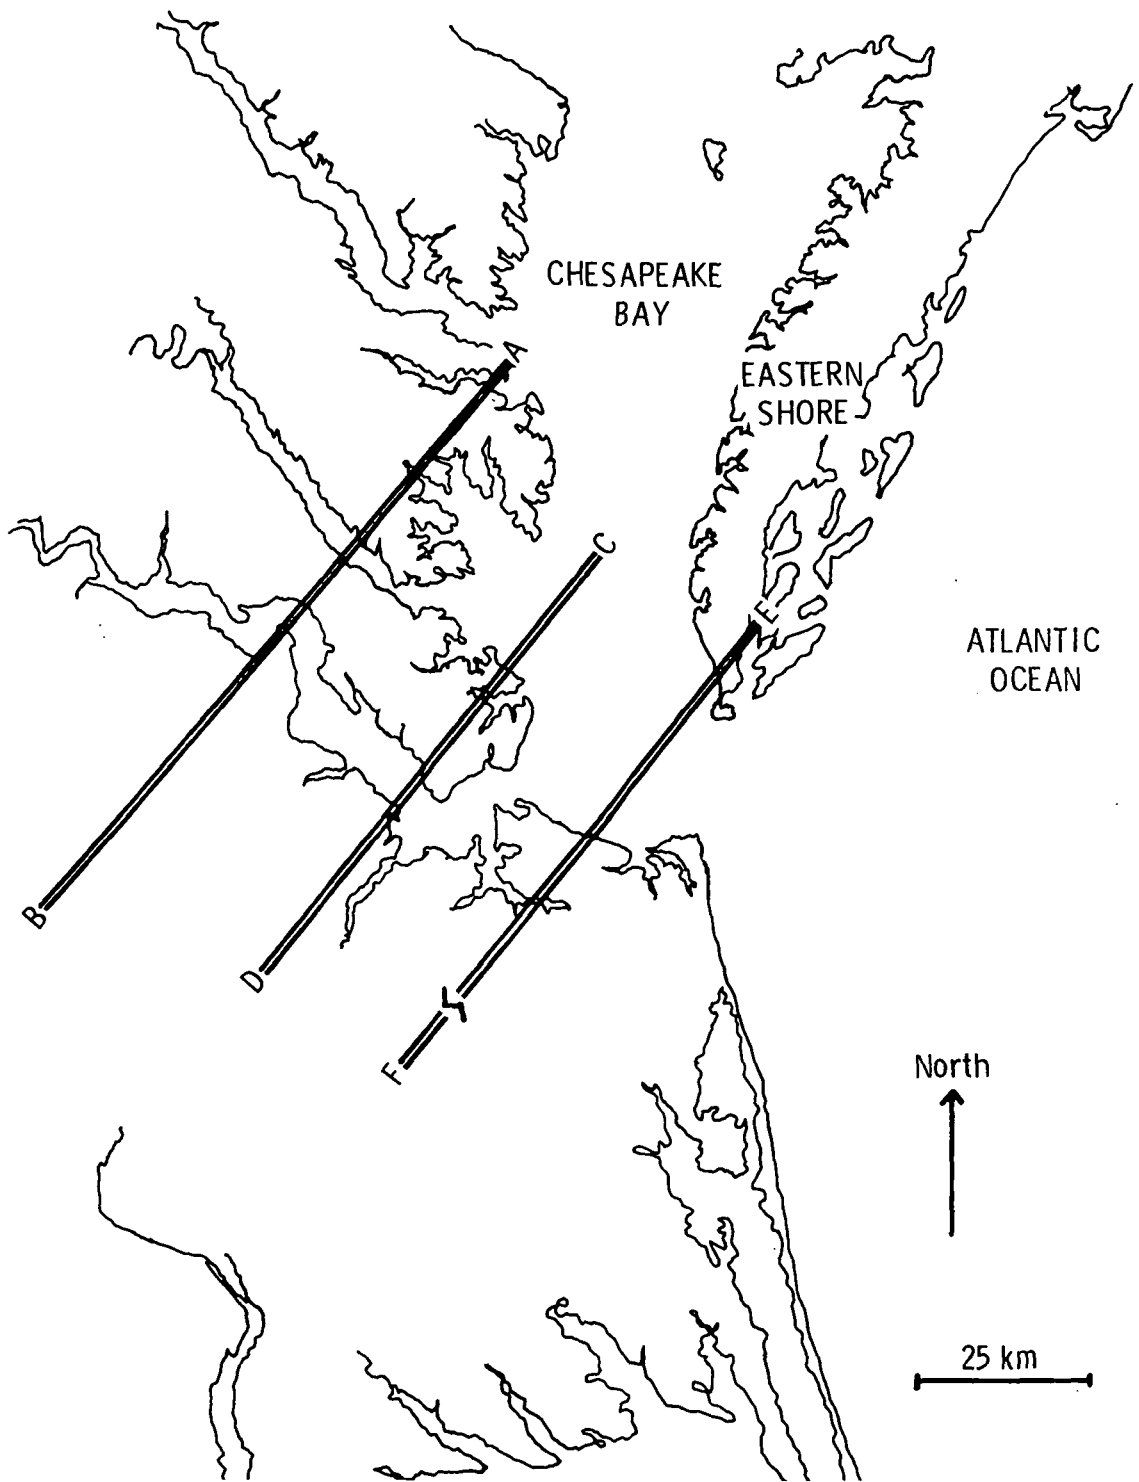 CHESAPEAKE
BAY
A
EASTERN
SHORE
C
E
ATLANTIC
OCEAN
B
D
F
North
25 km